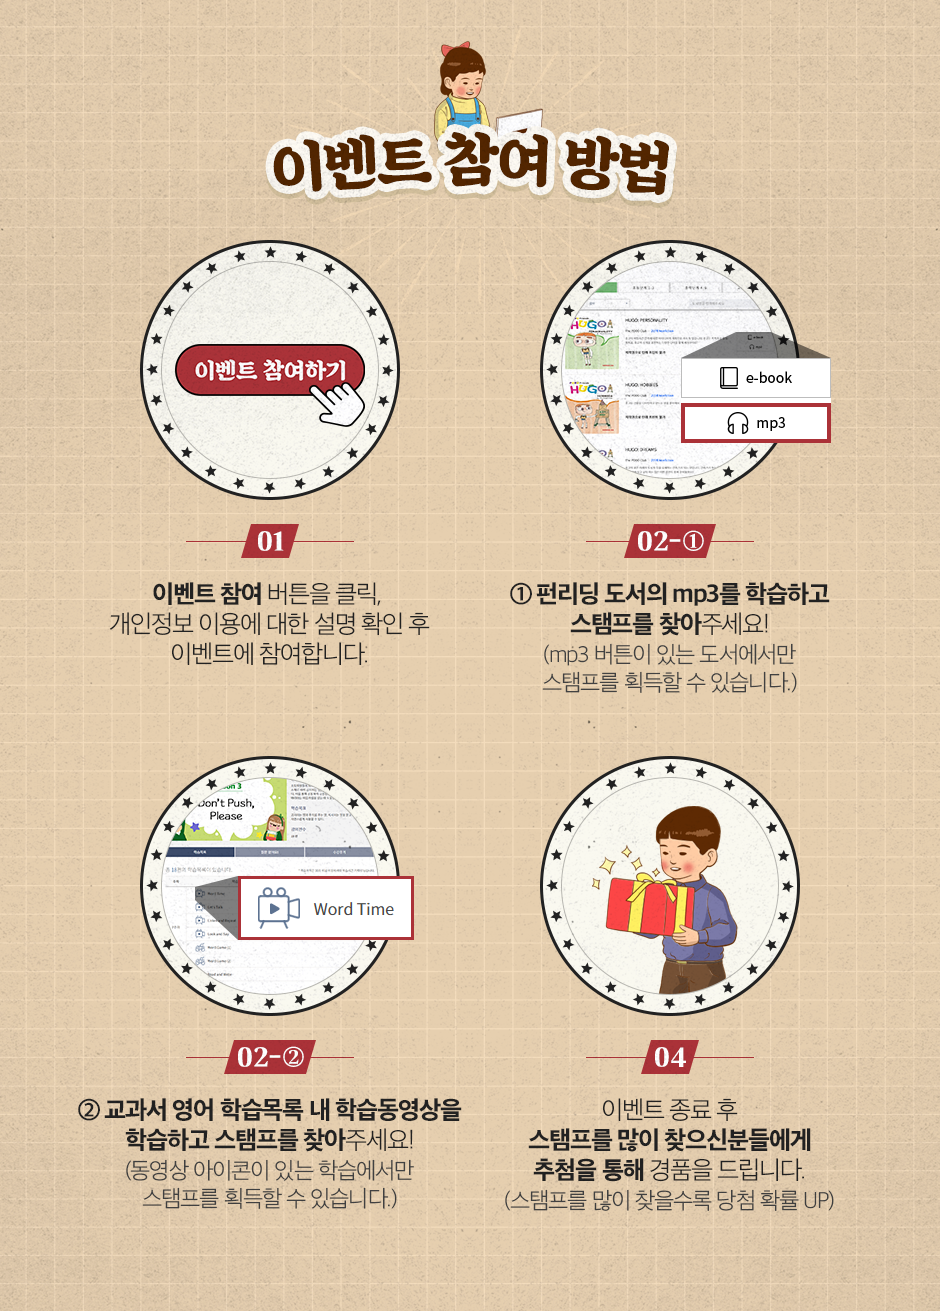 이벤트 참여 방법
이벤트 참여하기
HUGO! PERSONALITY
HUGO! HOBBIES
HUGO! DREAMS
e-book
mp3
01
이벤트 참여 버튼을 클릭,
개인정보 이용에 대한 설명 확인 후
이벤트에 참여합니다.
02-①
① 펀리딩 도서의 mp3를 학습하고
스탬프를 찾아주세요!
(mp3 버튼이 있는 도서에서만
스탬프를 획득할 수 있습니다.)
Don't Push,
Please
학습목표
Word Time
02-②
② 교과서 영어 학습목록 내 학습동영상을
학습하고 스탬프를 찾아주세요!
(동영상 아이콘이 있는 학습에서만
스탬프를 획득할 수 있습니다.)
04
이벤트 종료 후
스탬프를 많이 찾으신분들에게
추첨을 통해 경품을 드립니다.
(스탬프를 많이 찾을수록 당첨 확률 UP)